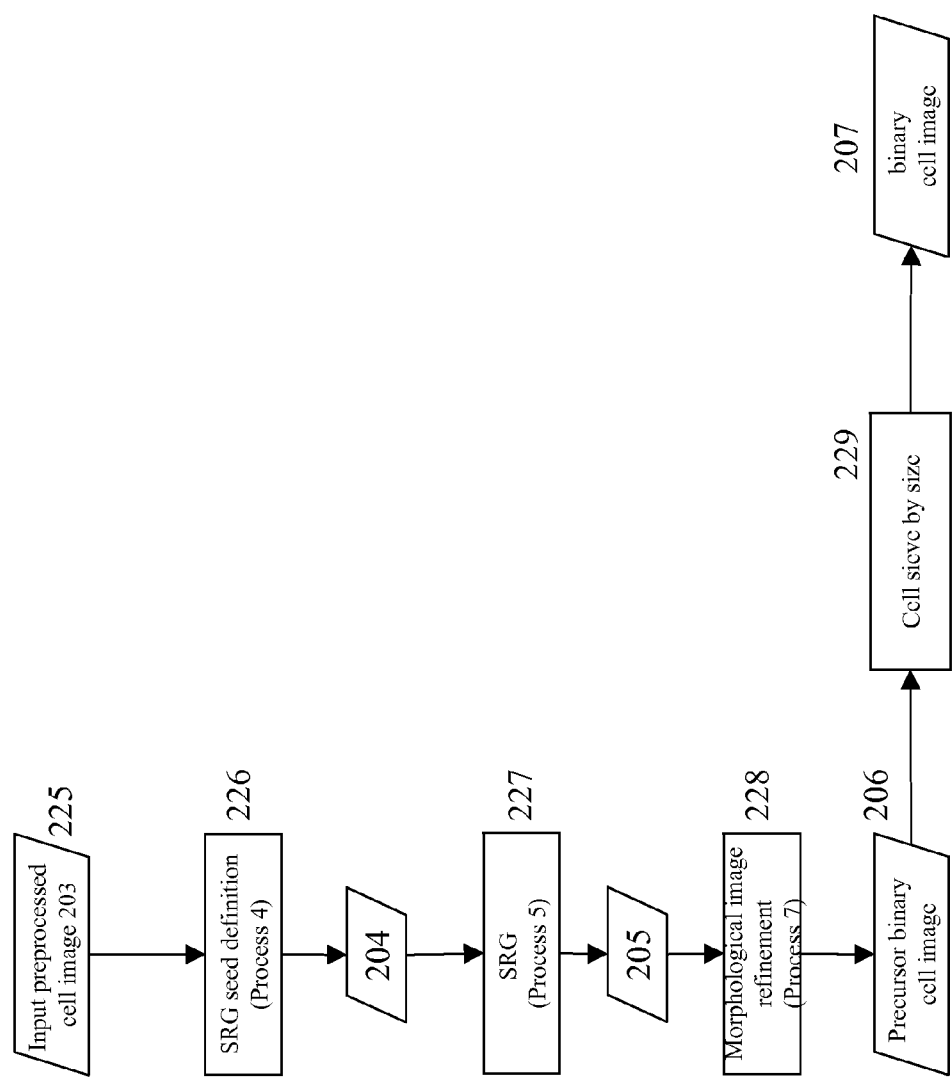 Input preprocessed
cell image 203
225
SRG seed definition
(Process 4)
226
204
SRG
(Process 5)
227
205
Morphological image
refinement
(Process 7)
228
Precursor binary
cell image
206
Cell sieve by size
229
binary
cell image
207